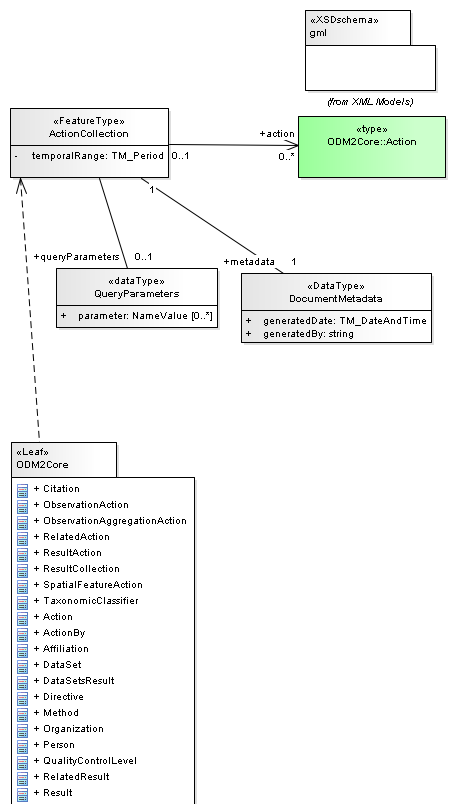 «XSDschema»
gml
(from XML Models)
«FeatureType»
ActionCollection
- temporalRange: TM_Period
0..1
+action
0..*
«type»
ODM2Core::Action
1
+queryParameters 0..1
+metadata 1
«dataType»
QueryParameters
+ parameter: NameValue [0..*]
«DataType»
DocumentMetadata
+ generatedDate: TM_DateAndTime
+ generatedBy: string
«Leaf»
ODM2Core
+ Citation
+ ObservationAction
+ ObservationAggregationAction
+ RelatedAction
+ ResultAction
+ ResultCollection
+ SpatialFeatureAction
+ TaxonomicClassifier
+ Action
+ ActionBy
+ Affiliation
+ DataSet
+ DataSetsResult
+ Directive
+ Method
+ Organization
+ Person
+ QualityControlLevel
+ RelatedResult
+ Result